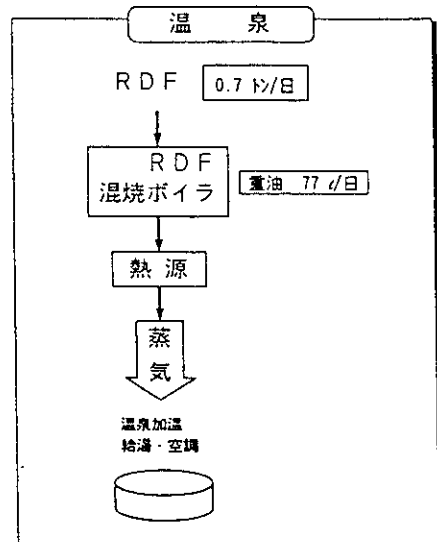 温泉
RDF 0.7 トン/日
RDF
混焼ボイラ
重油 77 ℓ/日
熱源
蒸
気
温泉加温
給湯・空調